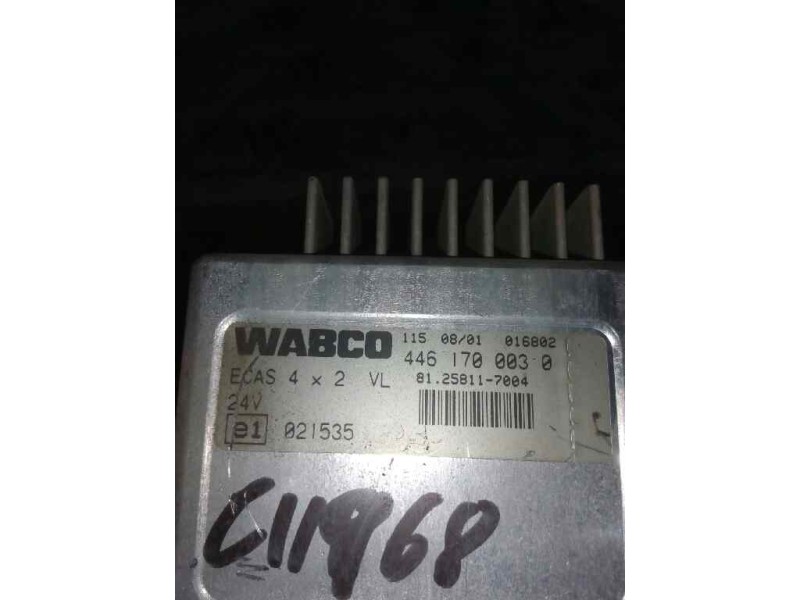 WABCO 115 08/01 016802
446 170 003 0
ECAS 4 x 2 VL 81.25811-7004
24V
e1 021535
C11968